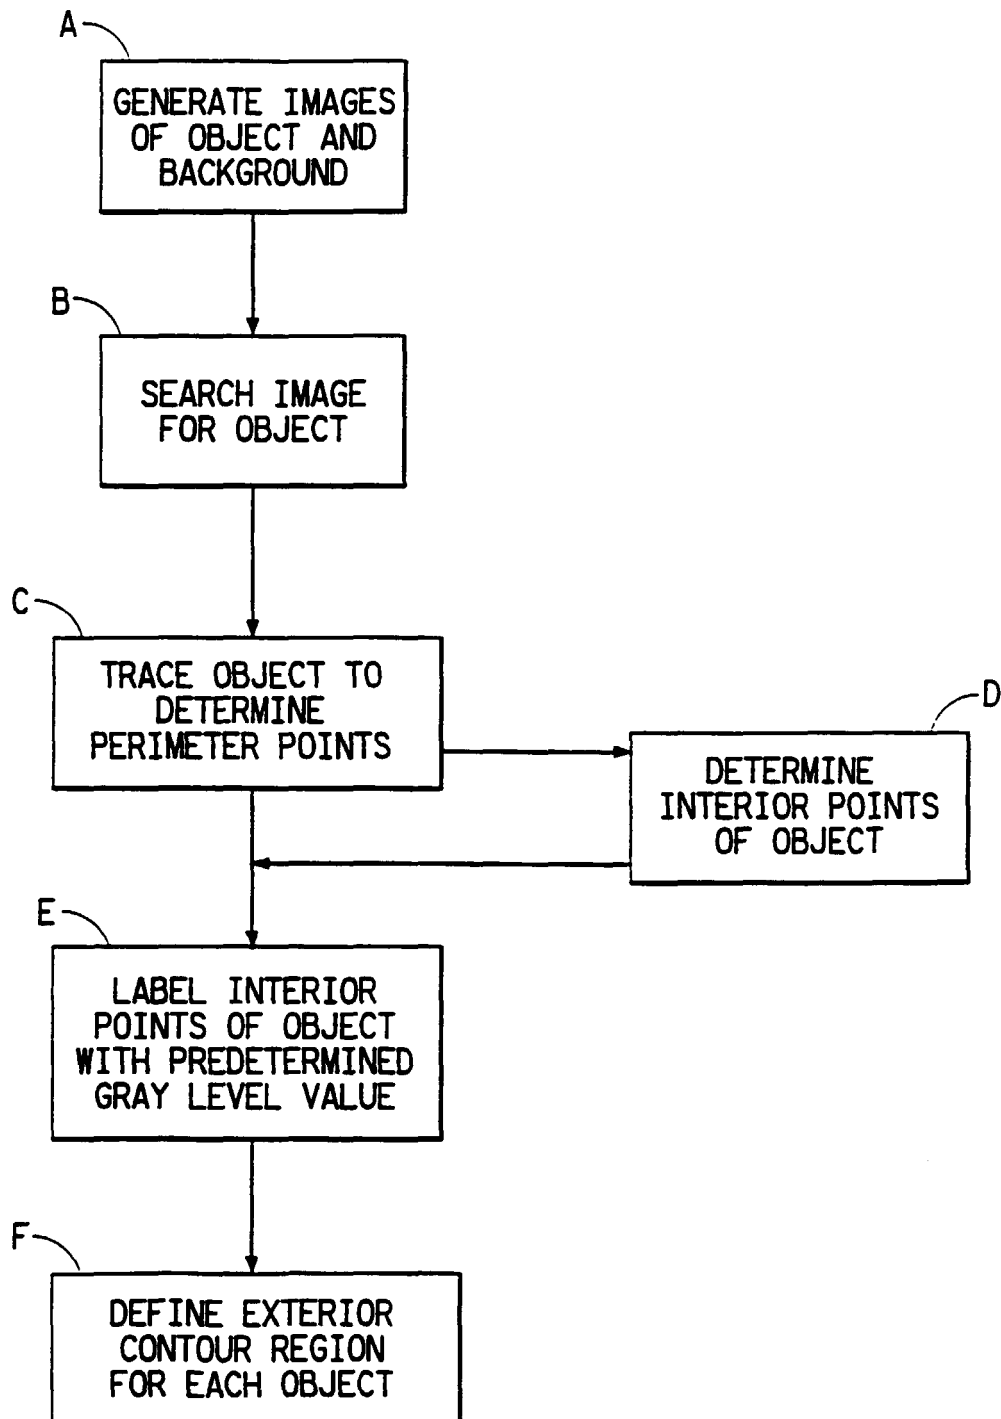 A
GENERATE IMAGES
OF OBJECT AND
BACKGROUND
B
SEARCH IMAGE
FOR OBJECT
C
TRACE OBJECT TO
DETERMINE
PERIMETER POINTS
D
DETERMINE
INTERIOR POINTS
OF OBJECT
E
LABEL INTERIOR
POINTS OF OBJECT
WITH PREDETERMINED
GRAY LEVEL VALUE
F
DEFINE EXTERIOR
CONTOUR REGION
FOR EACH OBJECT